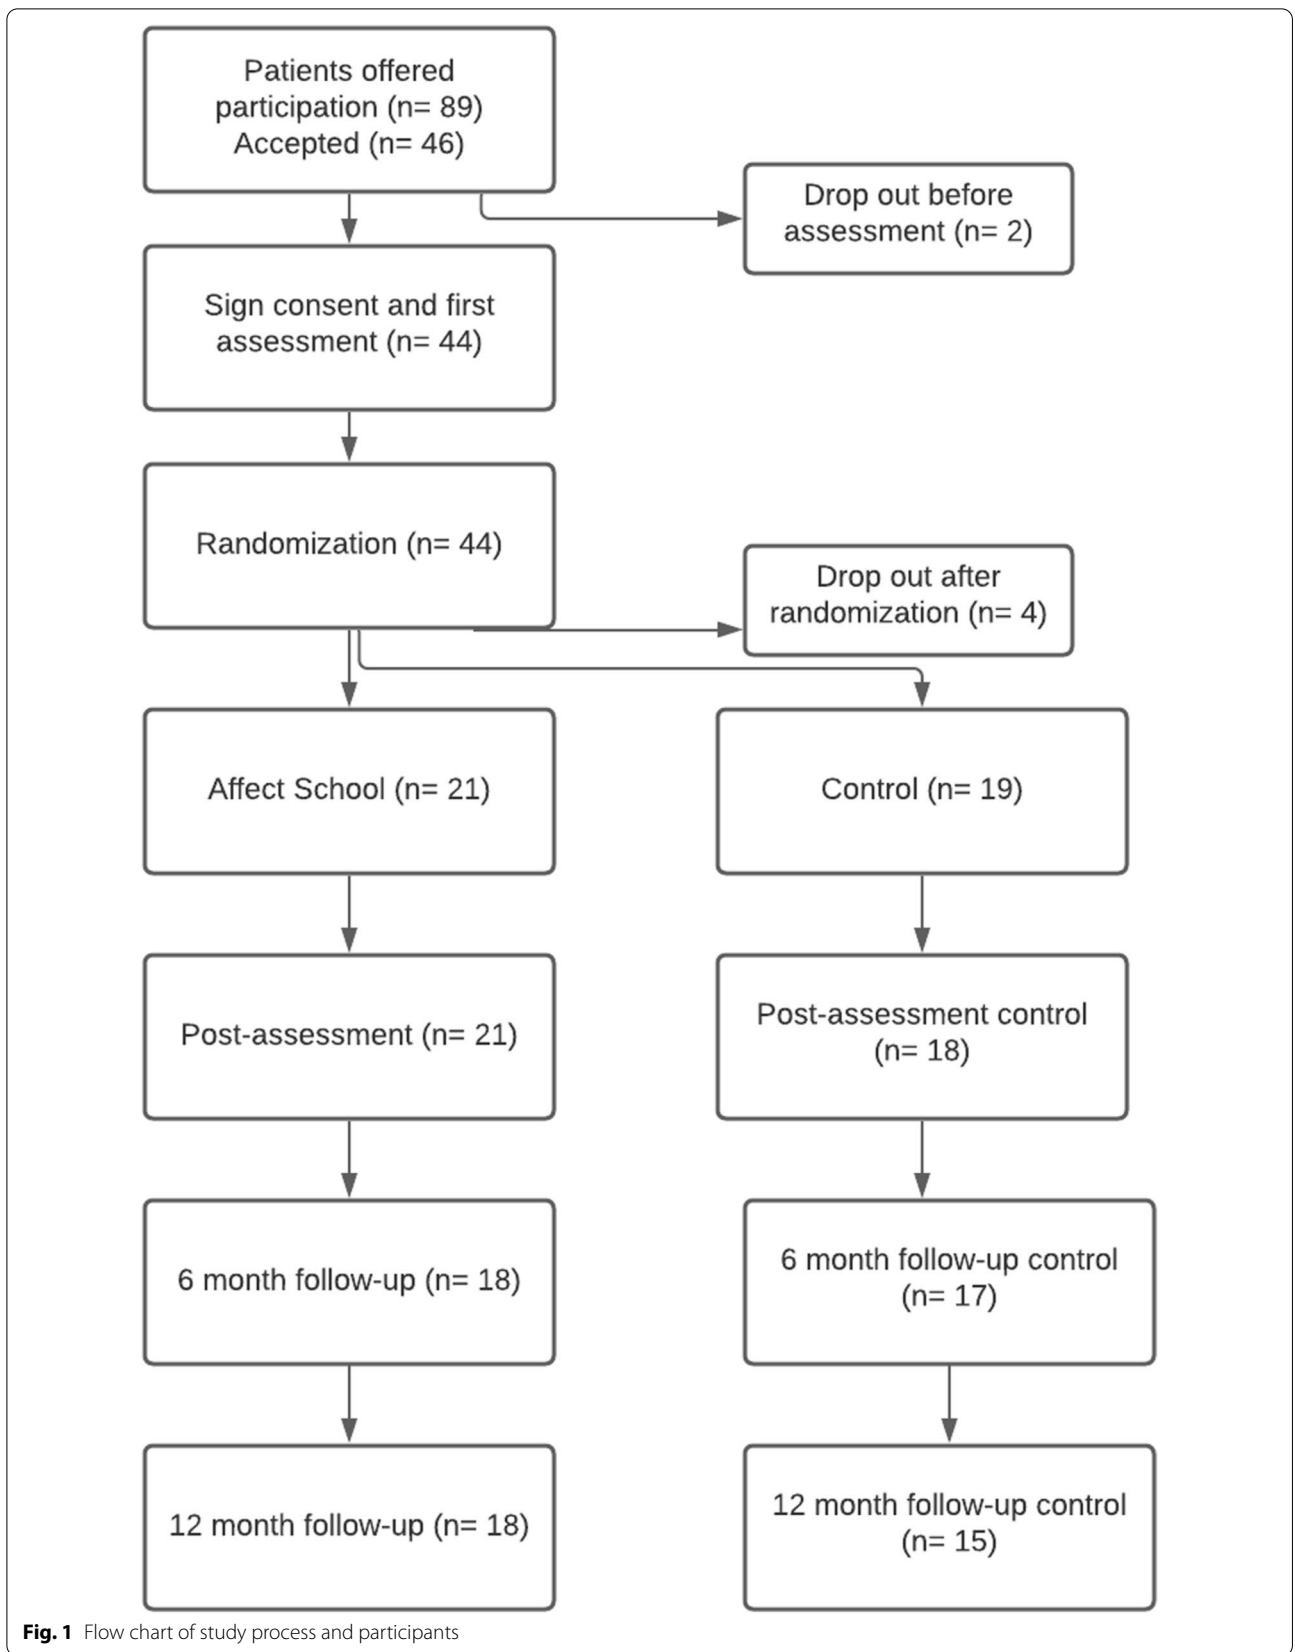 Patients offered
participation (n= 89)
Accepted (n= 46)
Drop out before
assessment (n= 2)
Sign consent and first
assessment (n= 44)
Randomization (n= 44)
Drop out after
randomization (n= 4)
Affect School (n= 21)
Control (n= 19)
Post-assessment (n= 21)
Post-assessment control
(n= 18)
6 month follow-up (n= 18)
6 month follow-up control
(n= 17)
12 month follow-up (n= 18)
12 month follow-up control
(n= 15)
Fig. 1 Flow chart of study process and participants